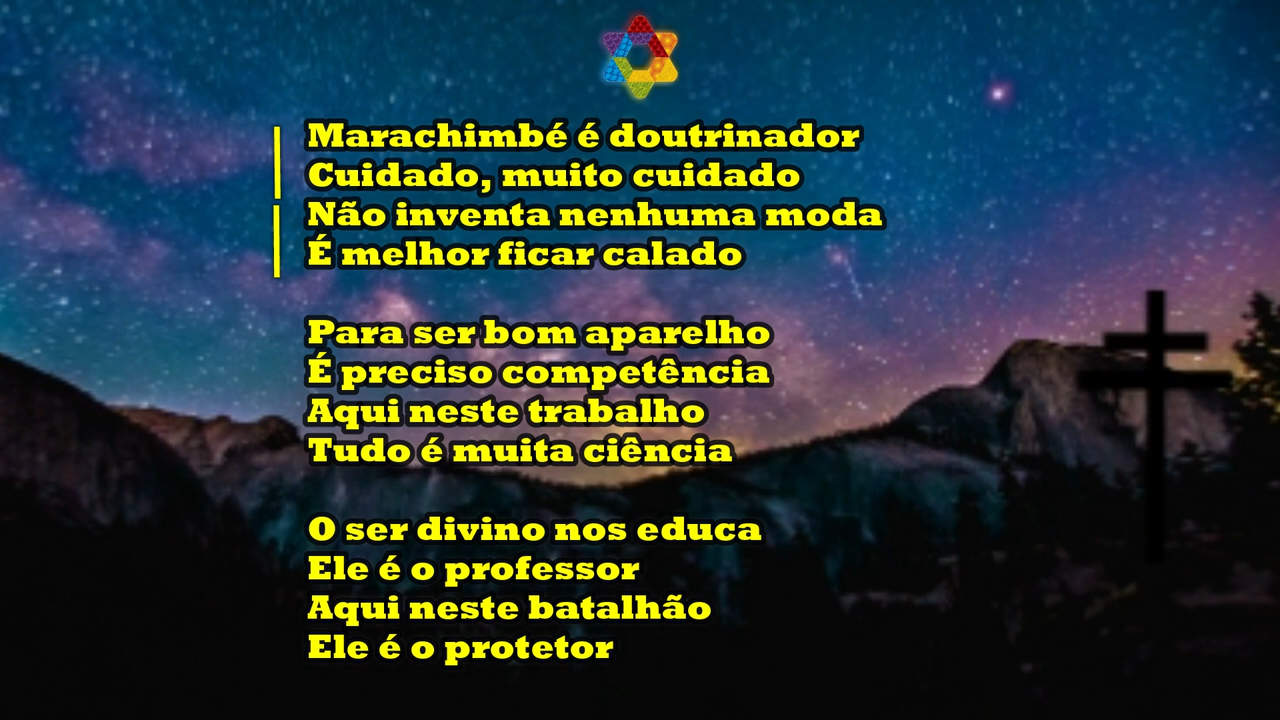 Marachimbé é doutrinador
Cuidado, muito cuidado
Não inventa nenhuma moda
É melhor ficar calado
Para ser bom aparelho
É preciso competência
Aqui neste trabalho
Tudo é muita ciência
O ser divino nos educa
Ele é o professor
Aqui neste batalhão
Ele é o protetor